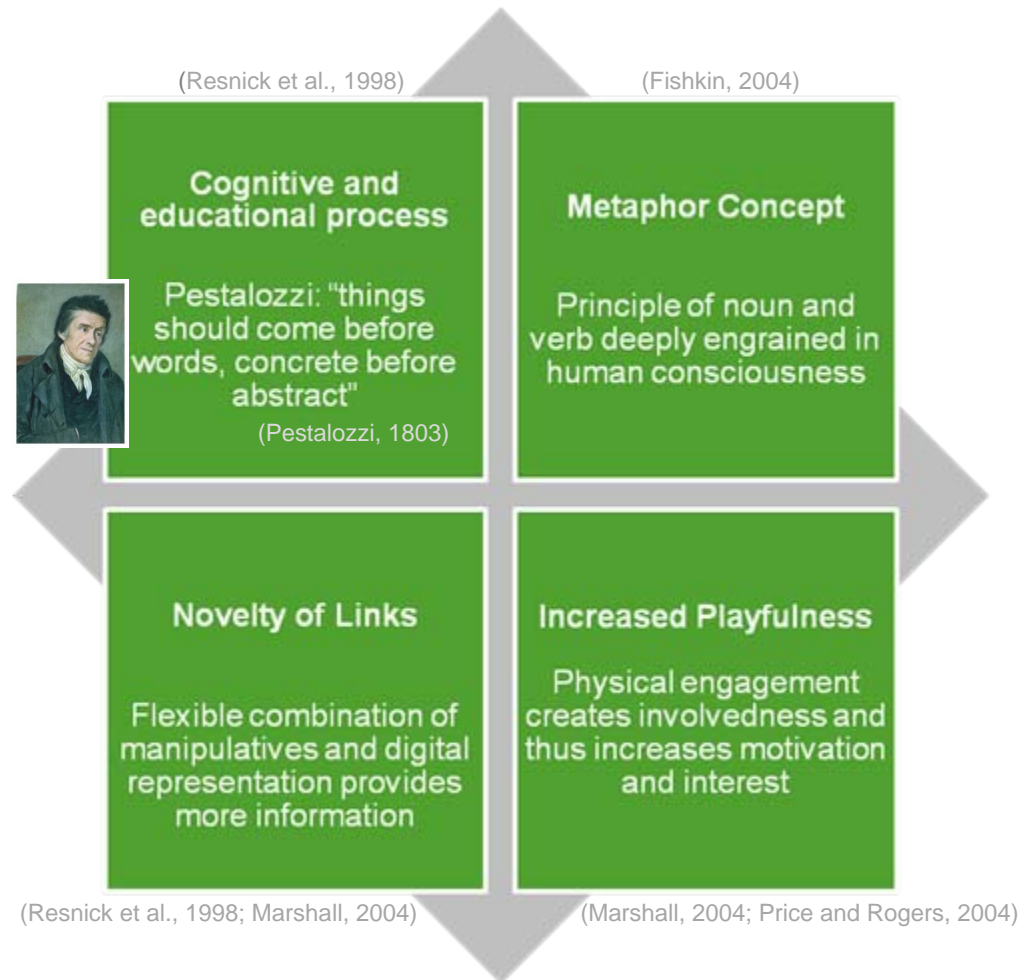 (Resnick et al., 1998)
(Fishkin, 2004)
Cognitive and
educational process
Pestalozzi: "things
should come before
words, concrete before
abstract"
(Pestalozzi, 1803)
Metaphor Concept
Principle of noun and
verb deeply engrained in
human consciousness
Novelty of Links
Flexible combination of
manipulatives and digital
representation provides
more information
Increased Playfulness
Physical engagement
creates involvedness and
thus increases motivation
and interest
(Resnick et al., 1998; Marshall, 2004)
(Marshall, 2004; Price and Rogers, 2004)